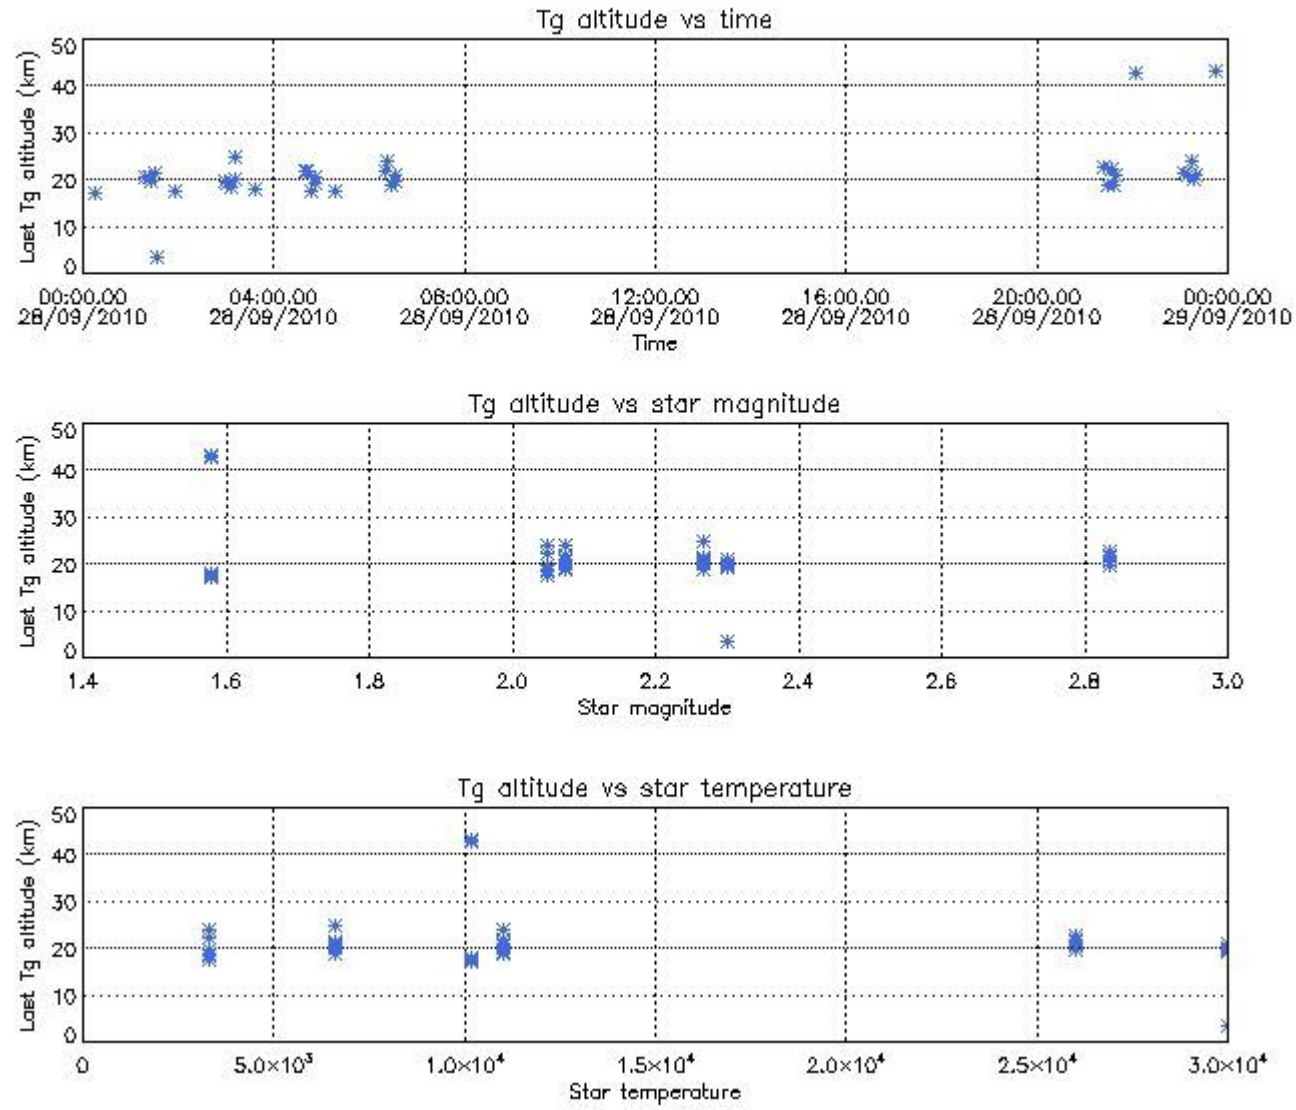 Tg altitude vs time
Last Tg altitude (km)
50
40
30
20
10
0
00:00.00 04:00.00 08:00.00 12:00.00 16:00.00 20:00.00 00:00.00
28/09/2010 28/09/2010 28/09/2010 28/09/2010 28/09/2010 28/09/2010 29/09/2010
Time
Tg altitude vs star magnitude
Last Tg altitude (km)
50
40
30
20
10
0
1.4 1.6 1.8 2.0 2.2 2.4 2.6 2.8 3.0
Star magnitude
Tg altitude vs star temperature
Last Tg altitude (km)
50
40
30
20
10
0
0 5.0×10³ 1.0×10⁴ 1.5×10⁴ 2.0×10⁴ 2.5×10⁴ 3.0×10⁴
Star temperature